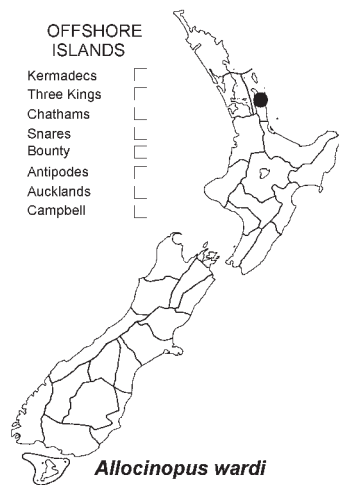 OFFSHORE
ISLANDS
Kermadecs
Three Kings
Chathams
Snares
Bounty
Antipodes
Aucklands
Campbell
Allocinopus wardi